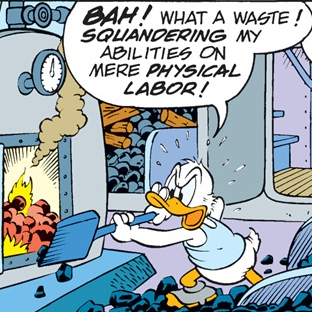 BAH! WHAT A WASTE!
SQUANDERING MY
ABILITIES ON
MERE PHYSICAL
LABOR!